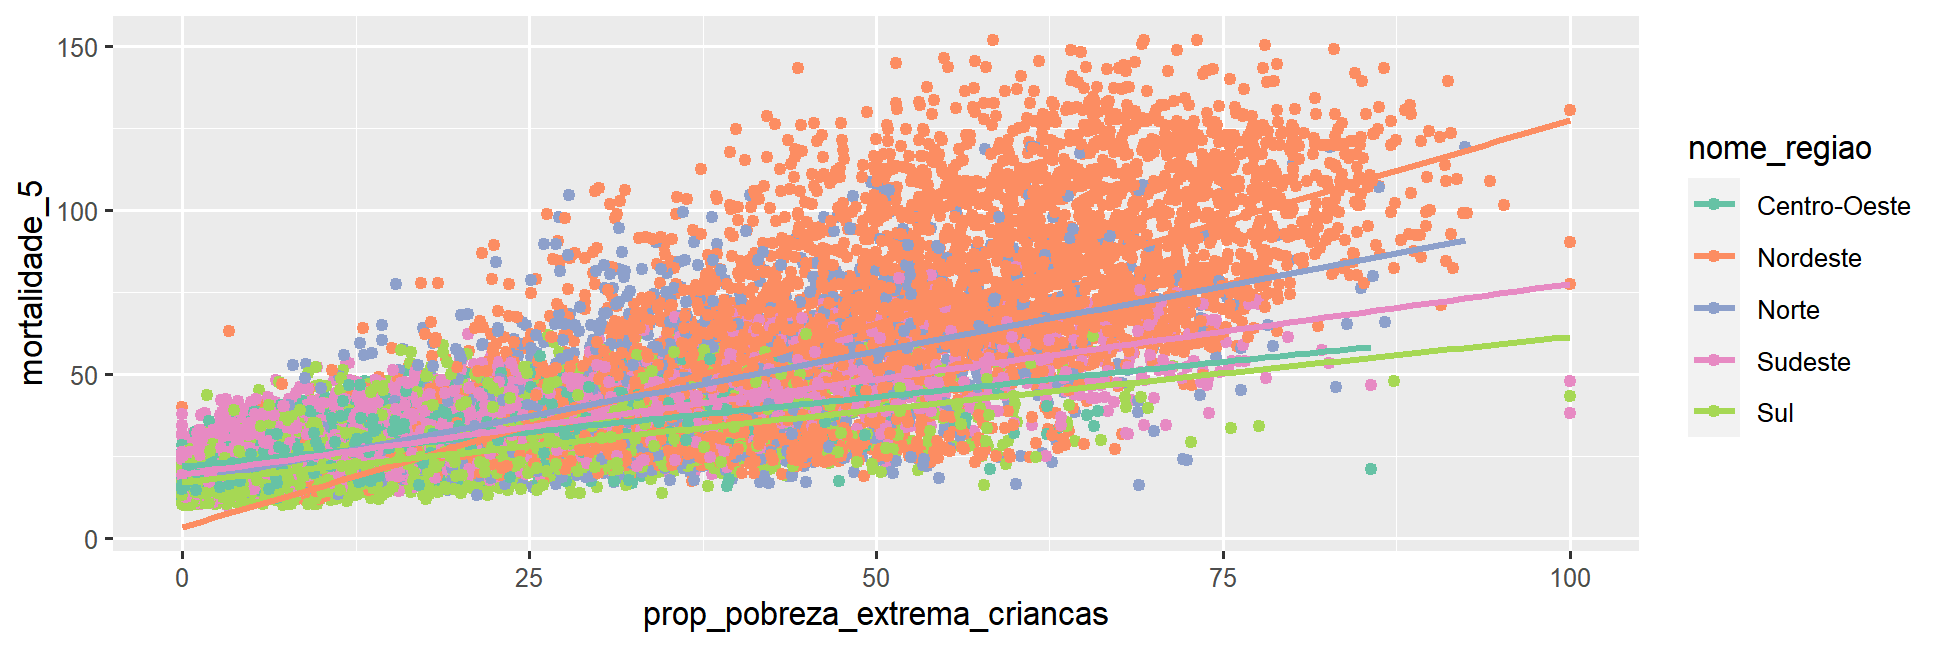 150
100
50
0
mortalidade_5
0 25 50 75 100
prop_pobreza_extrema_criancas
nome_regiao
Centro-Oeste
Nordeste
Norte
Sudeste
Sul